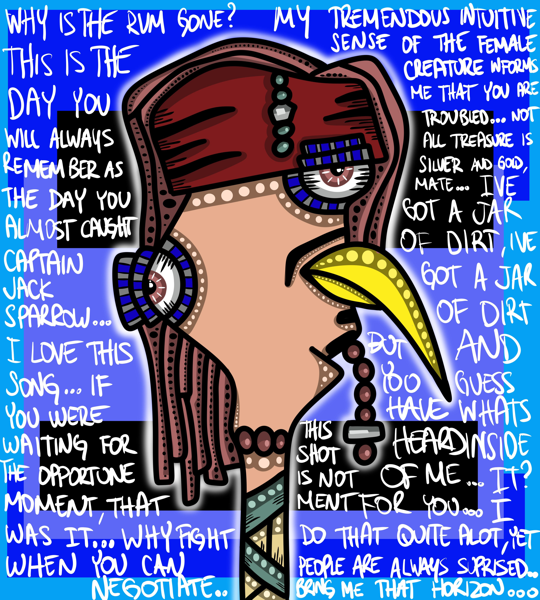 WHY IS THE RUM GONE?
THIS IS THE
DAY YOU
WILL ALWAYS
REMEMBER AS
THE DAY YOU
ALMOST CAUGHT
CAPTAIN
JACK
SPARROW...
I LOVE THIS
SONG... IF
YOU WERE
WAITING FOR
THE OPPORTUNE
MOMENT, THAT
WAS IT... WHY FIGHT
WHEN YOU CAN
NEGOTIATE..
MY TREMENDOUS INTUITIVE
SENSE OF THE FEMALE
CREATURE INFORMS
ME THAT YOU ARE
TROUBLED... NOT
ALL TREASURE IS
SILVER AND GOLD,
MATE... IVE
GOT A JAR
OF DIRT, IVE
GOT A JAR
OF DIRT
AND
GUESS
WHATS
INSIDE
IT?
BUT
YOU
HAVE
HEARD
OF ME...
THIS
SHOT
IS NOT
MENT FOR YOU... I
DO THAT QUITE ALOT, YET
PEOPLE ARE ALWAYS SUPRISED..
BRING ME THAT HORIZON...